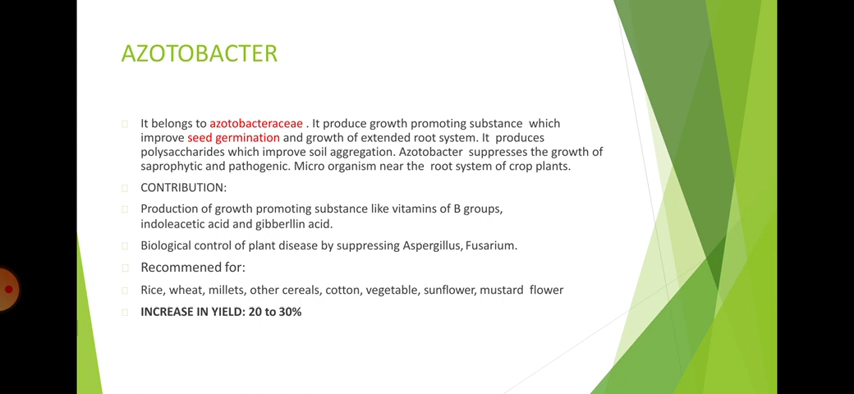 AZOTOBACTER
It belongs to azotobacteraceae . It produce growth promoting substance which
improve seed germination and growth of extended root system. It produces
polysaccharides which improve soil aggregation. Azotobacter suppresses the growth of
saprophytic and pathogenic. Micro organism near the root system of crop plants.
CONTRIBUTION:
Production of growth promoting substance like vitamins of B groups,
indoleacetic acid and gibberllin acid.
Biological control of plant disease by suppressing Aspergillus, Fusarium.
Recommened for:
Rice, wheat, millets, other cereals, cotton, vegetable, sunflower, mustard flower
INCREASE IN YIELD: 20 to 30%